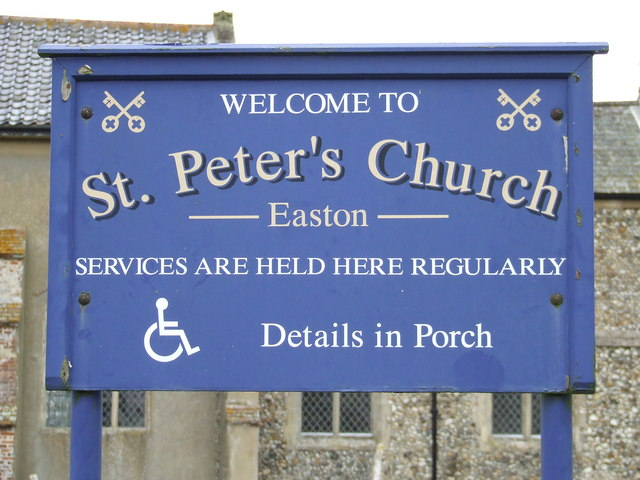 WELCOME TO
St. Peter's Church
Easton
SERVICES ARE HELD HERE REGULARLY
Details in Porch